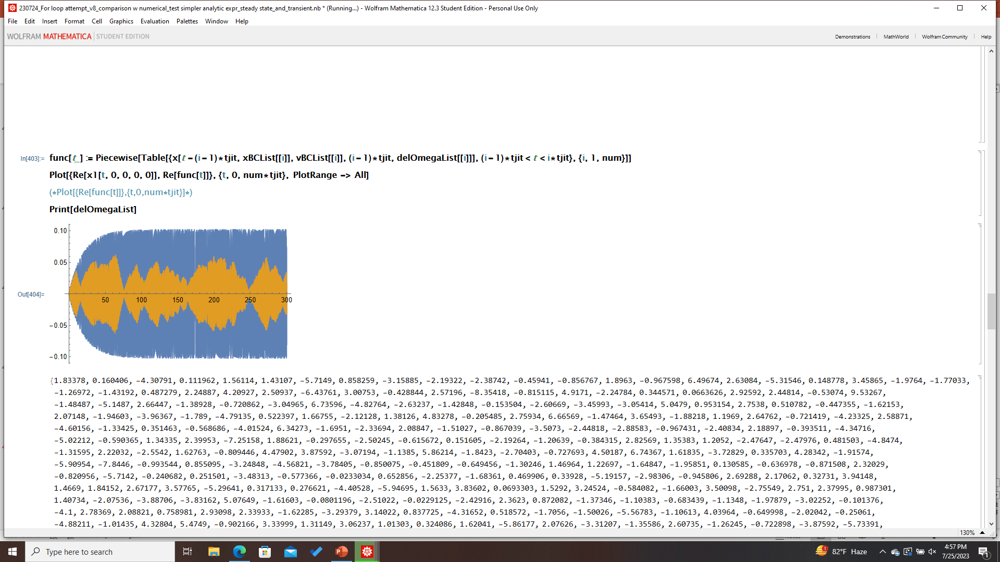 230724_For loop attempt_v8_comparison w numerical_test simpler analytic expr_steady state_and_transient.nb * (Running...) - Wolfram Mathematica 12.3 Student Edition - Personal Use Only
File Edit Insert Format Cell Graphics Evaluation Palettes Window Help
WOLFRAM MATHEMATICA STUDENT EDITION
Demonstrations MathWorld Wolfram Community Help
In[403]:= func[t_] := Piecewise[Table[{x[t - (i - 1) * tjit, xBCList[[i]], vBCList[[i]], (i - 1) * tjit, delOmegaList[[i]]], (i - 1) * tjit < t < i * tjit}, {i, 1, num}]]
Plot[{Re[x1[t, 0, 0, 0, 0]], Re[func[t]]}, {t, 0, num * tjit}, PlotRange -> All]
(*Plot[{Re[func[t]]},{t,0,num*tjit}]*)
Print[delOmegaList]
0.10
0.05
Out[404]=
50 100 150 200 250 300
-0.05
-0.10
{1.83378, 0.160406, -4.30791, 0.111962, 1.56114, 1.43107, -5.7149, 0.858259, -3.15885, -2.19322, -2.38742, -0.45941, -0.856767, 1.8963, -0.967598, 6.49674, 2.63084, -5.31546, 0.148778, 3.45865, -1.9764, -1.77033,
-1.26972, -1.43192, 0.487279, 2.24887, 4.20927, 2.50937, -6.43761, 3.00753, -0.428844, 2.57196, -8.35418, -0.815115, 4.9171, -2.24784, 0.344571, 0.0663626, 2.92592, 2.44814, -0.53074, 9.53267,
-1.48487, -5.1487, 2.66447, -1.38928, -0.720862, -3.04965, 6.73596, -4.82764, -2.63237, -1.42848, -0.153504, -2.60669, -3.45993, -3.05414, 5.0479, 0.953154, 2.7538, 0.510782, -0.447355, -1.62153,
2.07148, -1.94603, -3.96367, -1.789, -4.79135, 0.522397, 1.66755, -2.12128, 1.38126, 4.83278, -0.205485, 2.75934, 6.66569, -1.47464, 3.65493, -1.88218, 1.1969, 2.64762, -0.721419, -4.23325, 2.58871,
-4.60156, -1.33425, 0.351463, -0.568686, -4.01524, 6.34273, -1.6951, -2.33694, 2.08847, -1.51027, -0.867039, -3.5073, -2.44818, -2.88583, -0.967431, -2.40834, 2.18897, -0.393511, -4.34716,
-5.02212, -0.590365, 1.34335, 2.39953, -7.25158, 1.88621, -0.297655, -2.50245, -0.615672, 0.151605, -2.19264, -1.20639, -0.384315, 2.82569, 1.35383, 1.2052, -2.47647, -2.47976, 0.481503, -4.8474,
-1.31595, 2.22032, -2.5542, 1.62763, -0.809446, 4.47902, 3.87592, -3.07194, -1.1385, 5.86214, -1.8423, -2.70403, -0.727693, 4.50187, 6.74367, 1.61835, -3.72829, 0.335703, 4.28342, -1.91574,
-5.90954, -7.8446, -0.993544, 0.855095, -3.24848, -4.56821, -3.78405, -0.850075, -0.451809, -0.649456, -1.30246, 1.46964, 1.22697, -1.64847, -1.95851, 0.130585, -0.636978, -0.871508, 2.32029,
-0.820956, -5.7142, -0.240682, 0.251501, -3.48313, -0.577366, -0.0233034, 0.652856, -2.25377, -1.68361, 0.469906, 0.33928, -5.19157, -2.98306, -0.945806, 2.69288, 2.17062, 0.32731, 3.94148,
1.4669, 1.84152, 2.67177, 3.57765, -5.29641, 0.317133, 0.276621, -4.40528, -5.94695, 1.5633, 3.83602, 0.0693303, 1.5292, 3.24524, -0.584082, -1.66003, 3.50098, -2.75549, 2.751, 2.37995, 0.987301,
1.40734, -2.07536, -3.88706, -3.83162, 5.07649, -1.61603, -0.0801196, -2.51022, -0.0229125, -2.42916, 2.3623, 0.872082, -1.37346, -1.10383, -0.683439, -1.1348, -1.97879, -3.02252, -0.101376,
-4.1, 2.78369, 2.08821, 0.758981, 2.93098, 2.33933, -1.62285, -3.29379, 3.14022, 0.837725, -4.31652, 0.518572, -1.7056, -1.50026, -5.56783, -1.10613, 4.03964, -0.649998, -2.02042, -0.25061,
-4.88211, -1.01435, 4.32804, 5.4749, -0.902166, 3.33999, 1.31149, 3.06237, 1.01303, 0.324086, 1.62041, -5.86177, 2.07626, -3.31207, -1.35586, 2.60735, -1.26245, -0.722898, -3.87592, -5.73391,
130%
Type here to search
82°F Haze
4:57 PM
7/25/2023